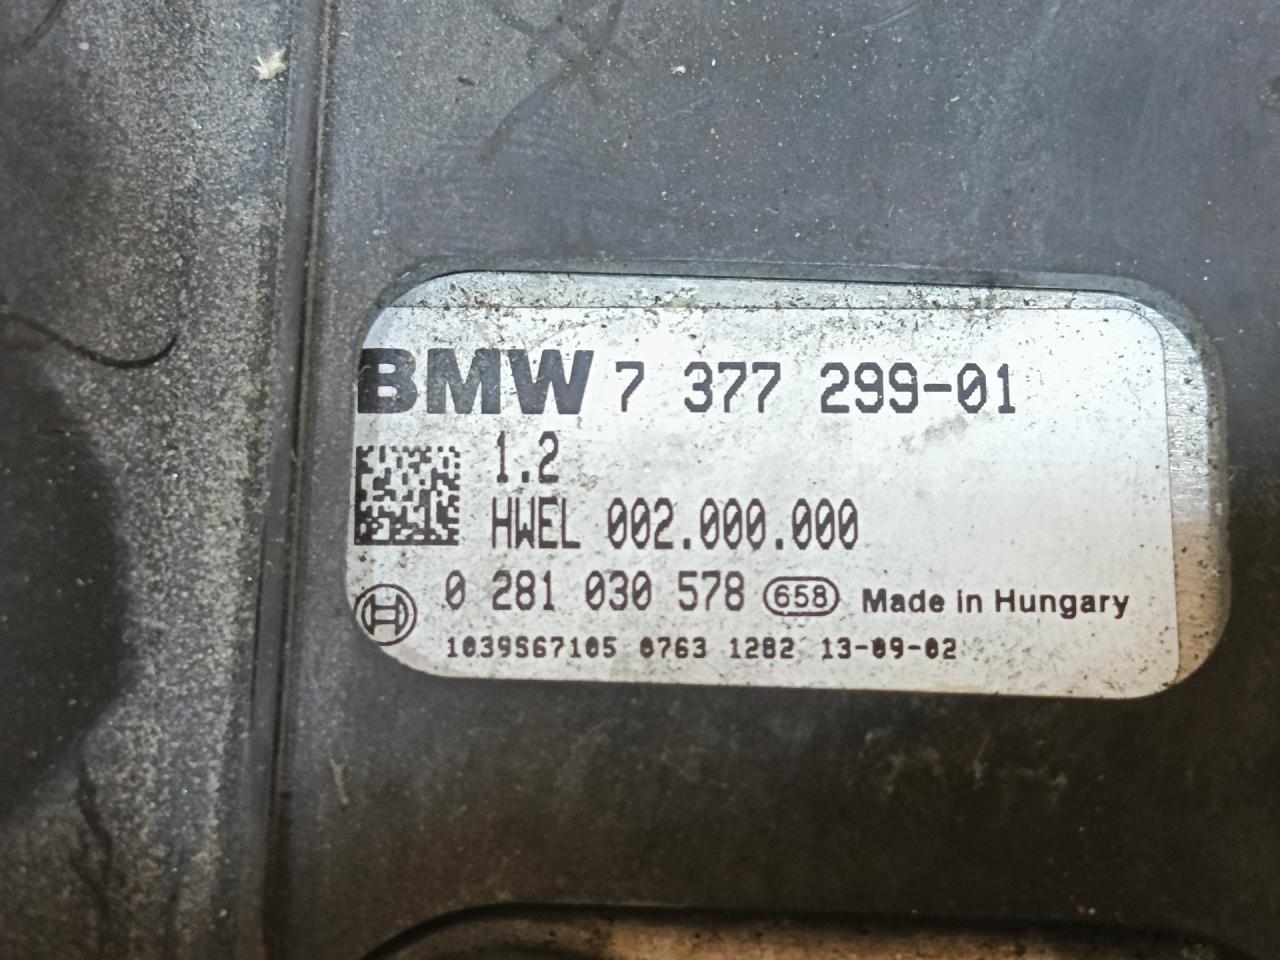 BMW 7 377 299-01
1.2
HWEL 002.000.000
0 281 030 578 658 Made in Hungary
1039S67105 0763 1282 13-09-02